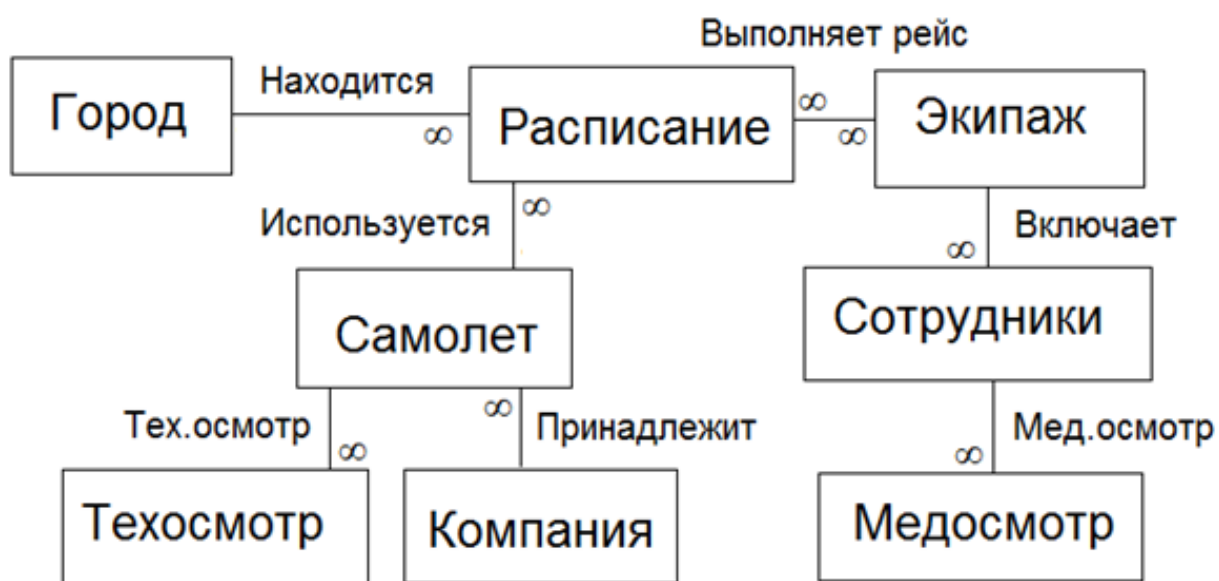 Выполняет рейс
Город
Находится
∞
Расписание
∞
∞
Экипаж
Используется
∞
Включает
∞
Самолет
Сотрудники
Тех.осмотр
∞
∞
Принадлежит
Мед.осмотр
∞
Техосмотр
Компания
Медосмотр